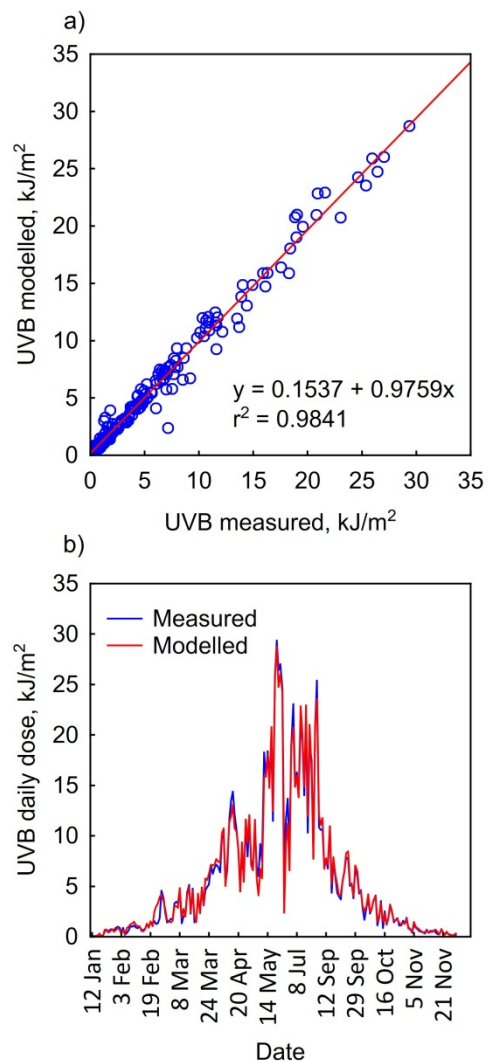 a)
35
30
25
20
15
10
5
0
UVB modelled, kJ/m²
y = 0.1537 + 0.9759x
r² = 0.9841
0 5 10 15 20 25 30 35
UVB measured, kJ/m²
b)
35
30
25
20
15
10
5
0
UVB daily dose, kJ/m²
Measured
Modelled
12 Jan
3 Feb
19 Feb
8 Mar
24 Mar
20 Apr
14 May
8 Jul
12 Sep
29 Sep
16 Oct
5 Nov
21 Nov
Date